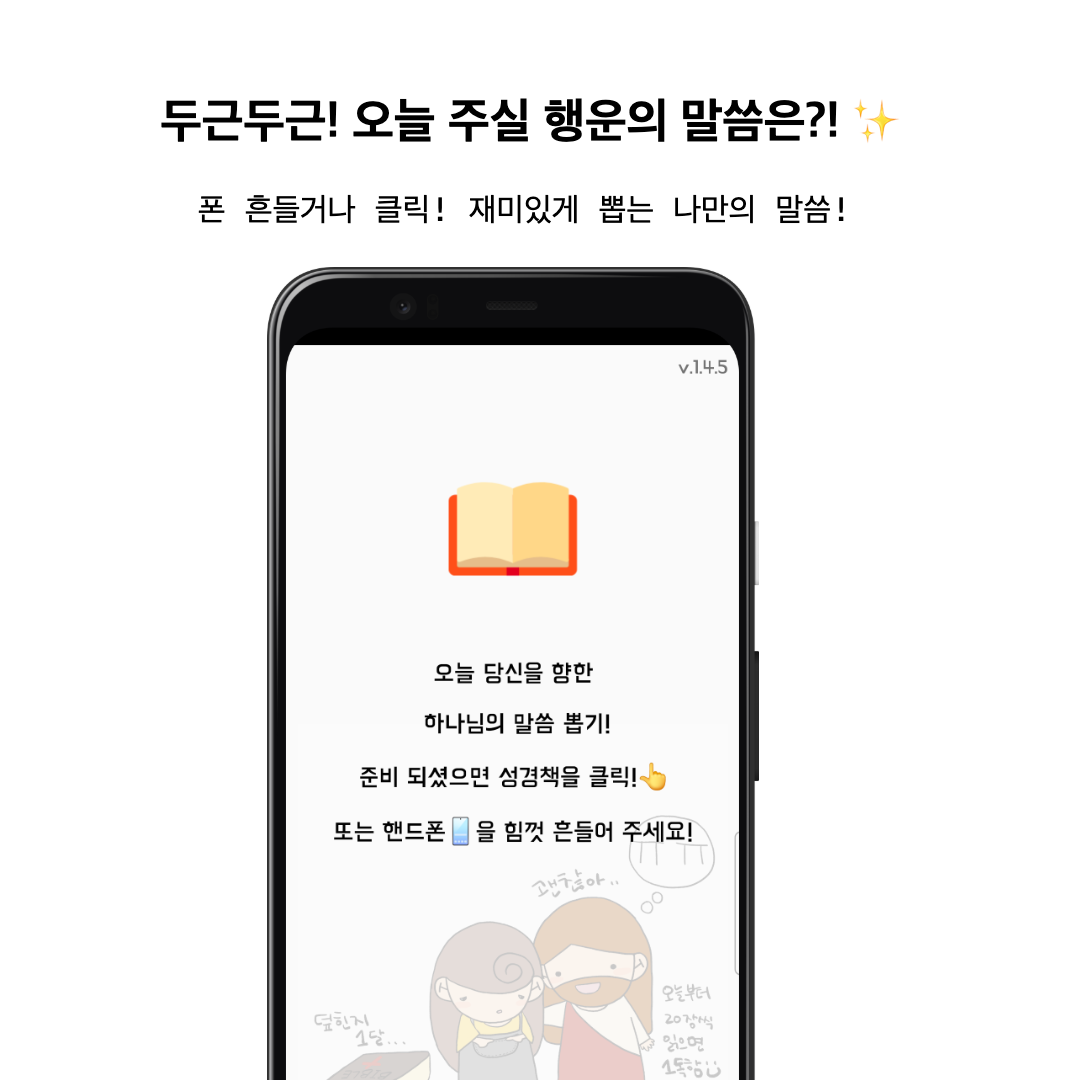 두근두근! 오늘 주실 행운의 말씀은?! ✨
폰 흔들거나 클릭! 재미있게 뽑는 나만의 말씀!
v.1.4.5
오늘 당신을 향한
하나님의 말씀 뽑기!
준비 되셨으면 성경책을 클릭!👆
또는 핸드폰📱을 힘껏 흔들어 주세요!
ㅠㅠ
괜찮아..
덮힌지
1달...
오늘부터
20장씩
읽으면
1독함